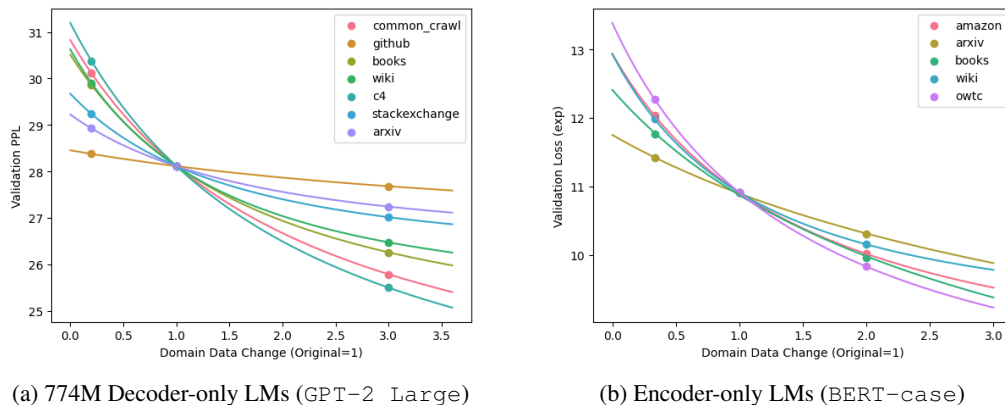 31
30
29
28
27
26
25
Validation PPL
common_crawl
github
books
wiki
c4
stackexchange
arxiv
0.0 0.5 1.0 1.5 2.0 2.5 3.0 3.5
Domain Data Change (Original=1)
13
12
11
10
Validation Loss (exp)
amazon
arxiv
books
wiki
owtc
0.0 0.5 1.0 1.5 2.0 2.5 3.0
Domain Data Change (Original=1)
(a) 774M Decoder-only LMs (GPT-2 Large)
(b) Encoder-only LMs (BERT-case)